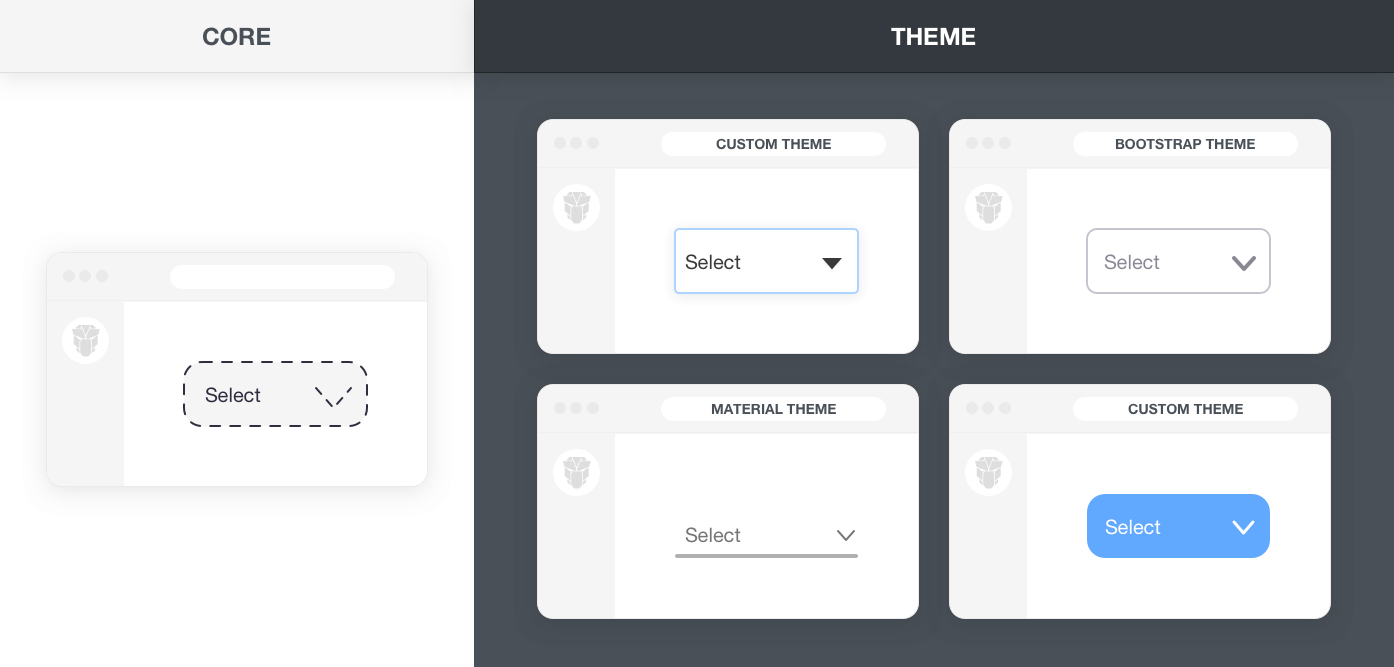 CORE
THEME
Select
CUSTOM THEME
Select
BOOTSTRAP THEME
Select
MATERIAL THEME
Select
CUSTOM THEME
Select